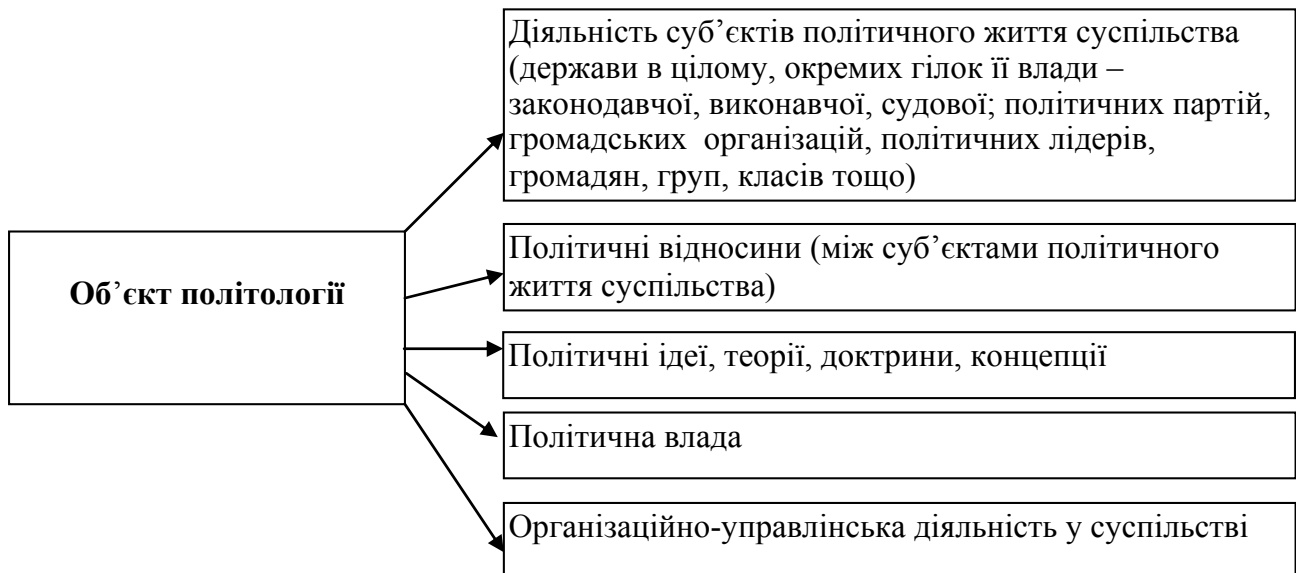 Діяльність суб’єктів політичного життя суспільства
(держави в цілому, окремих гілок її влади –
законодавчої, виконавчої, судової; політичних партій,
громадських організацій, політичних лідерів,
громадян, груп, класів тощо)
Об’єкт політології
Політичні відносини (між суб’єктами політичного
життя суспільства)
Політичні ідеї, теорії, доктрини, концепції
Політична влада
Організаційно-управлінська діяльність у суспільстві